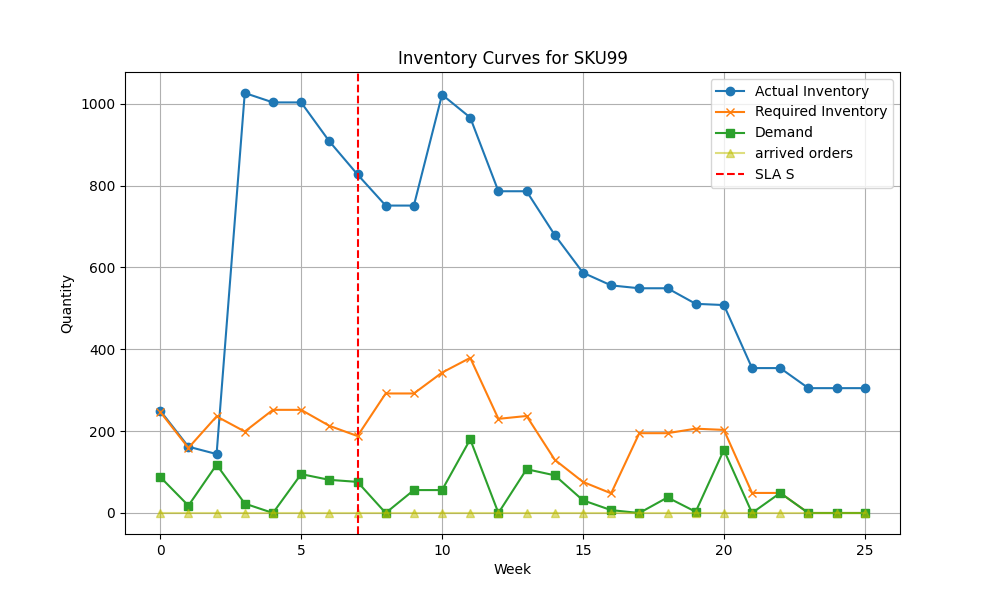 Inventory Curves for SKU99
Actual Inventory
Required Inventory
Demand
arrived orders
SLA S
Quantity
1000
800
600
400
200
0
0 5 10 15 20 25
Week